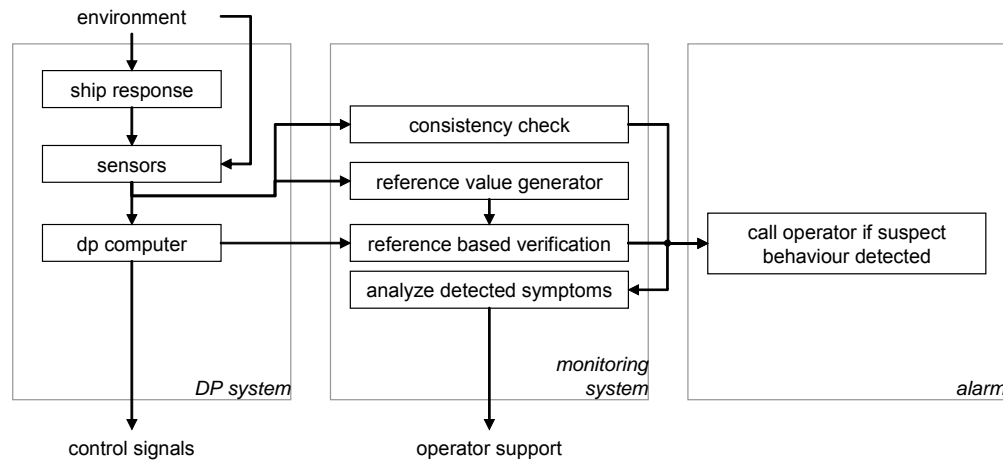 environment
ship response
sensors
dp computer
DP system
control signals
consistency check
reference value generator
reference based verification
analyze detected symptoms
monitoring
system
operator support
call operator if suspect
behaviour detected
alarm